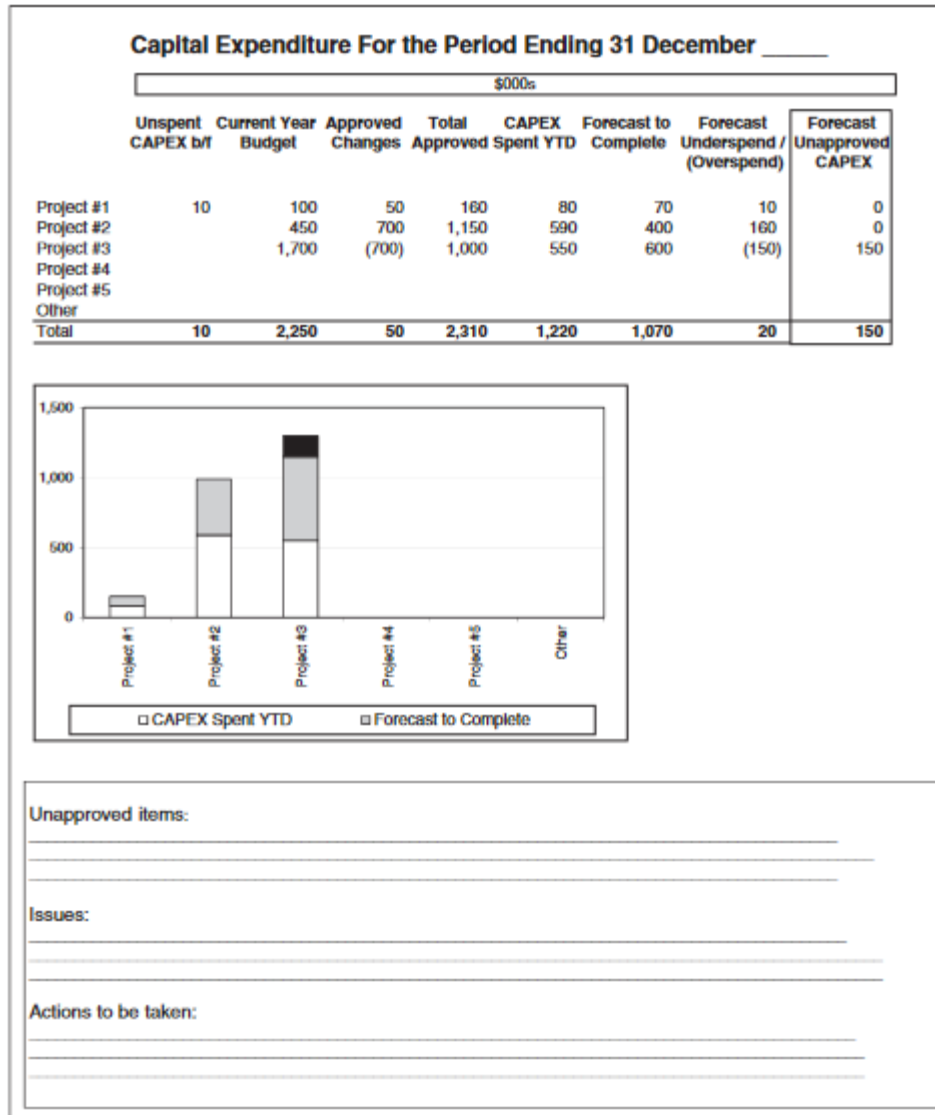 Capital Expenditure For the Period Ending 31 December _____
$000s
Unspent Current Year Approved Total CAPEX Forecast to Forecast Forecast
CAPEX b/f Budget Changes Approved Spent YTD Complete Underspend / Unapproved
(Overspend) CAPEX
Project #1 10 100 50 160 80 70 10 0
Project #2 450 700 1,150 590 400 160 0
Project #3 1,700 (700) 1,000 550 600 (150) 150
Project #4
Project #5
Other
Total 10 2,250 50 2,310 1,220 1,070 20 150
1,500
1,000
500
0
Project #1
Project #2
Project #3
Project #4
Project #5
Other
CAPEX Spent YTD Forecast to Complete
Unapproved items:
Issues:
Actions to be taken: